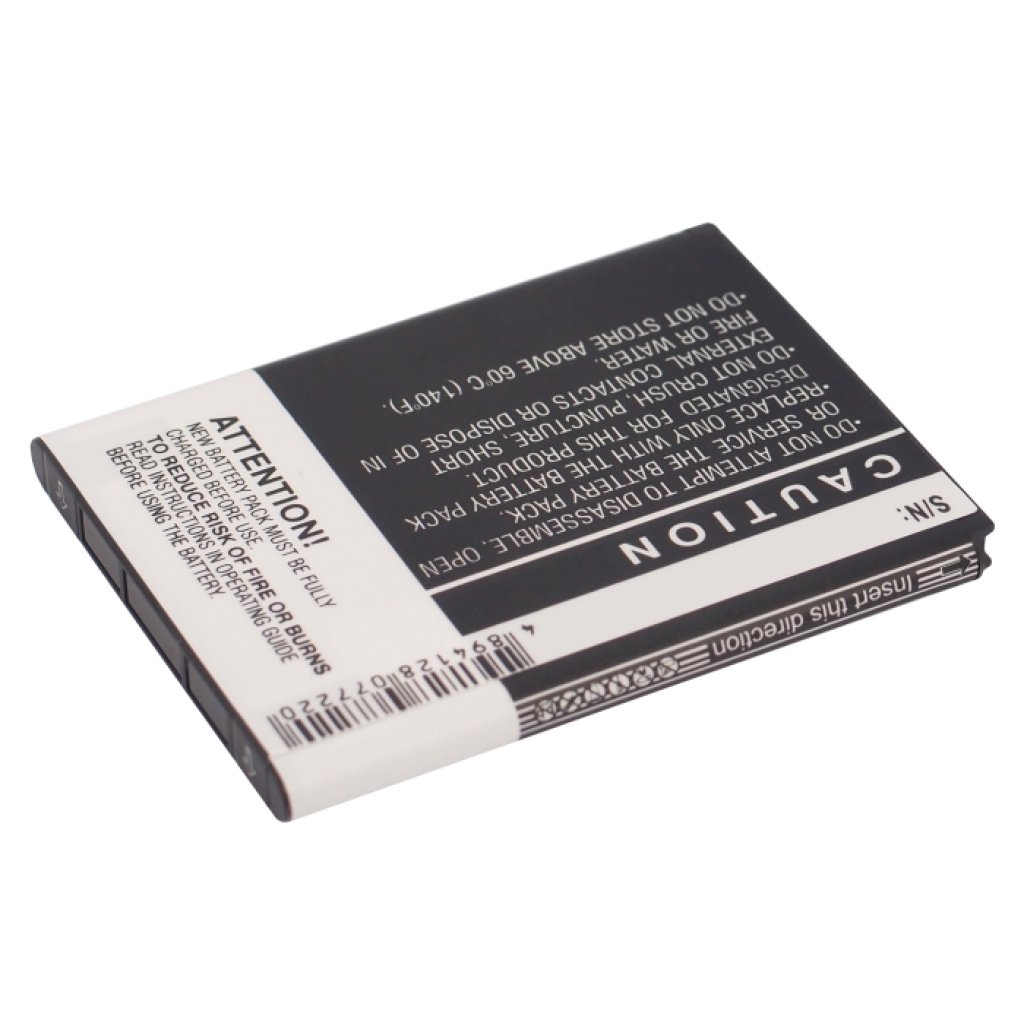 ATTENTION!
NEW BATTERY PACK MUST BE FULLY
CHARGED BEFORE USE.
TO REDUCE RISK OF FIRE OR BURNS
READ INSTRUCTIONS IN OPERATING GUIDE
BEFORE USING THE BATTERY.
4 894128 077220
S/N:
CAUTION
•DO NOT ATTEMPT TO DISASSEMBLE, OPEN
OR SERVICE THE BATTERY PACK.
•REPLACE ONLY WITH THE BATTERY PACK
DESIGNATED FOR THIS PRODUCT.
•DO NOT CRUSH, PUNCTURE, SHORT
EXTERNAL CONTACTS OR DISPOSE OF IN
FIRE OR WATER.
•DO NOT STORE ABOVE 60°C (140°F).
Insert this direction